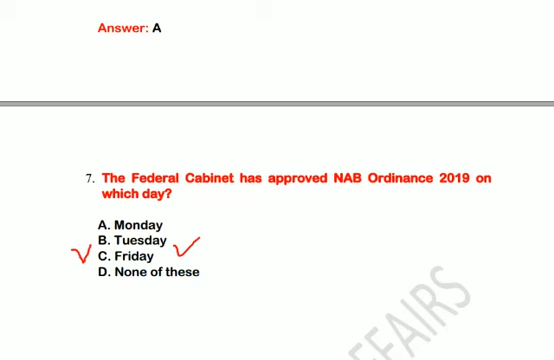 Answer: A
7. The Federal Cabinet has approved NAB Ordinance 2019 on
which day?
A. Monday
B. Tuesday
C. Friday
D. None of these
AFFAIRS